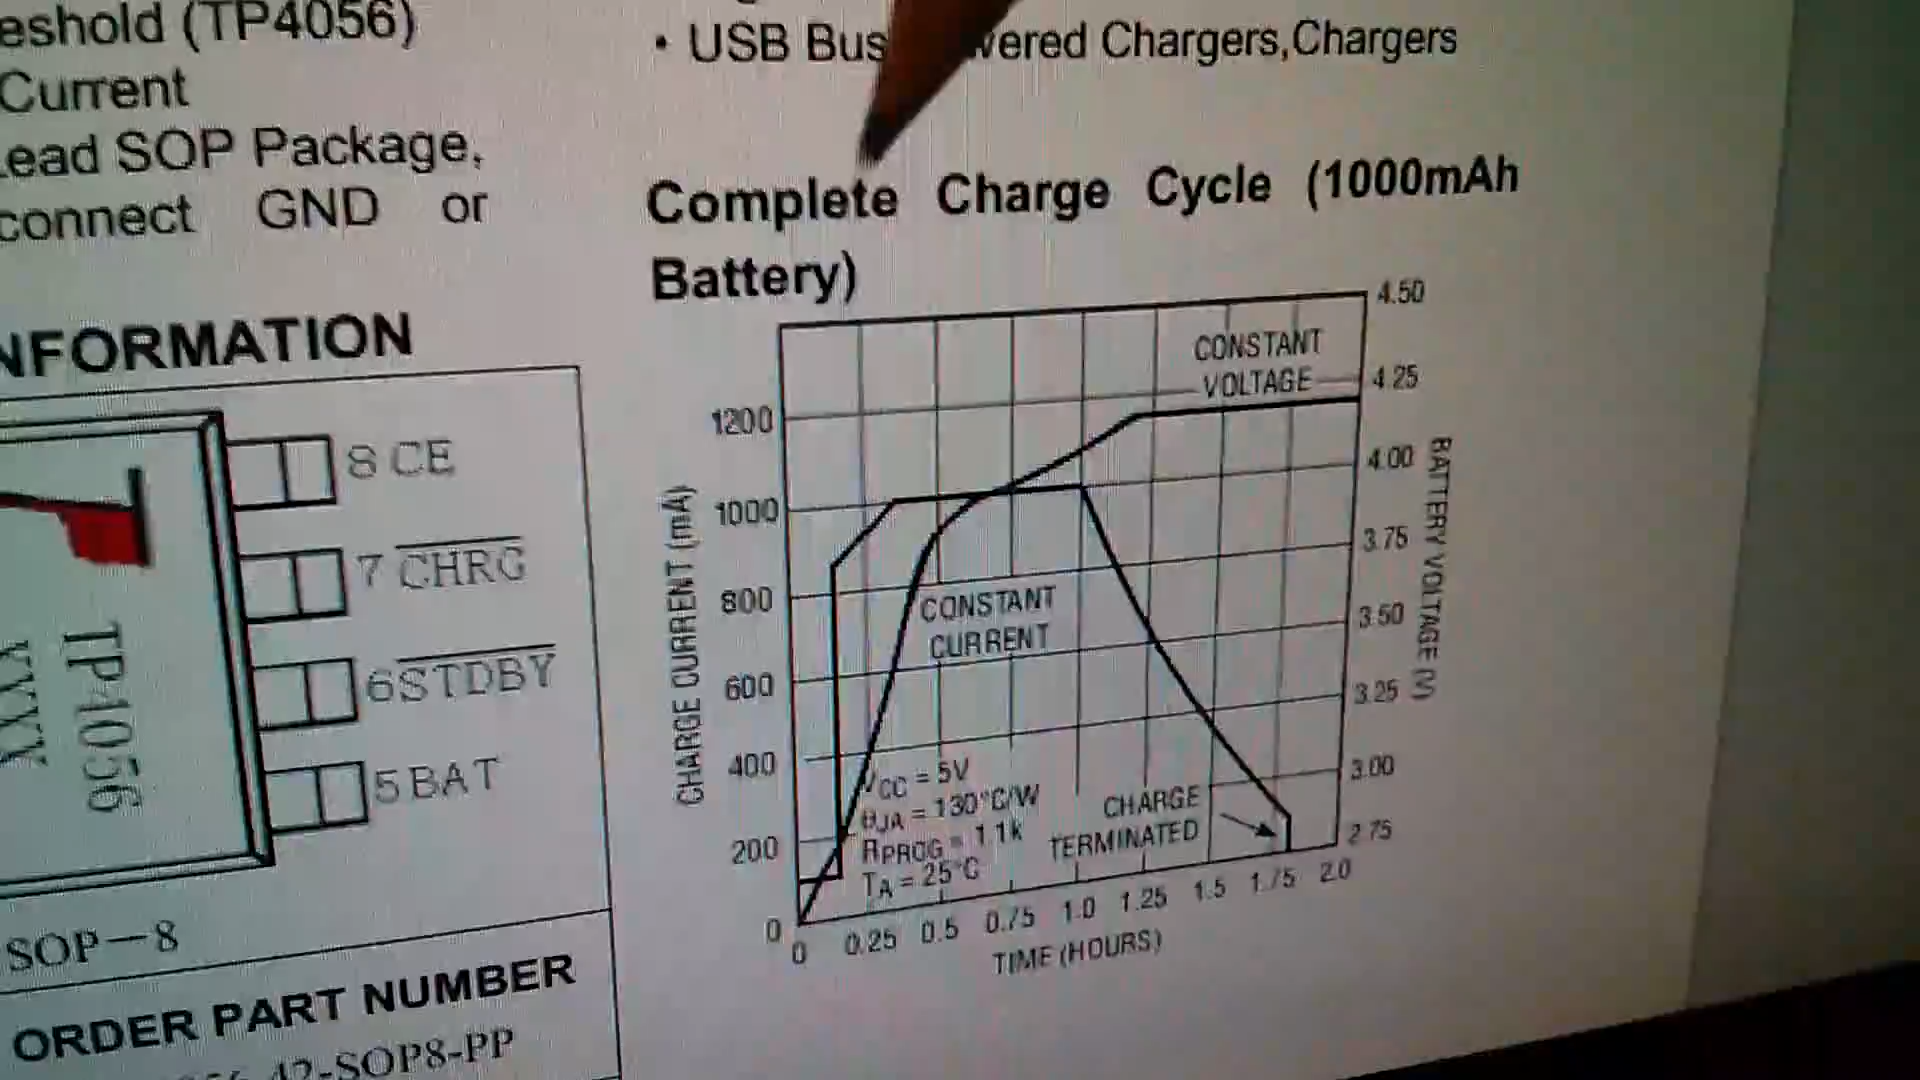 eshold (TP4056)
Current
ead SOP Package,
connect GND or
NFORMATION
8 CE
7 CHRG
6STDBY
5 BAT
TP4056
SOP—8
ORDER PART NUMBER
42-SOP8-PP
• USB Bus wered Chargers,Chargers
Complete Charge Cycle (1000mAh
Battery)
4.50
4.25
4.00
3.75
3.50
3.25
3.00
2.75
BATTERY VOLTAGE (V)
1200
1000
800
600
400
200
0
CHARGE CURRENT (mA)
CONSTANT
VOLTAGE
CONSTANT
CURRENT
VCC = 5V
θJA = 130°C/W
RPROG = 1.1k
TA = 25°C
CHARGE
TERMINATED
0 0.25 0.5 0.75 1.0 1.25 1.5 1.75 2.0
TIME (HOURS)